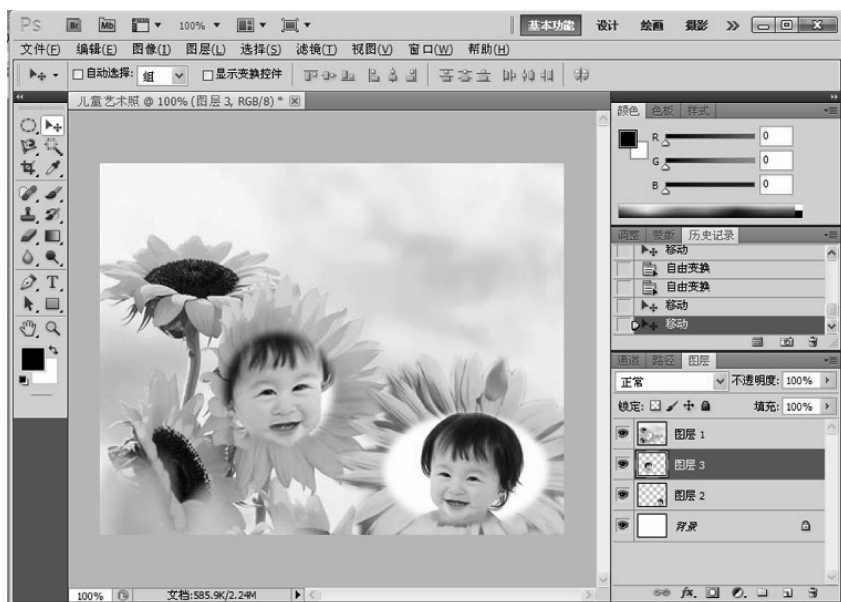 PS Br Mb 100% 基本功能 设计 绘画 摄影 >>
文件(F) 编辑(E) 图像(I) 图层(L) 选择(S) 滤镜(T) 视图(V) 窗口(W) 帮助(H)
自动选择: 组 显示变换控件
儿童艺术照 @ 100% (图层 3, RGB/8) *
颜色 色板 样式
R 0
G 0
B 0
调整 蒙版 历史记录
移动
自由变换
自由变换
移动
移动
通道 路径 图层
正常 不透明度: 100%
锁定: 填充: 100%
图层 1
图层 3
图层 2
背景
100% 文档:585.9K/2.24M